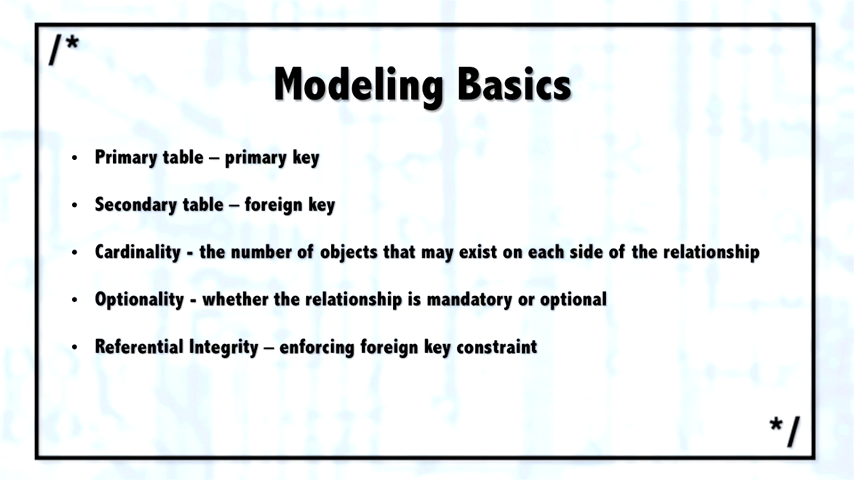 /*
Modeling Basics
• Primary table – primary key
• Secondary table – foreign key
• Cardinality - the number of objects that may exist on each side of the relationship
• Optionality - whether the relationship is mandatory or optional
• Referential Integrity – enforcing foreign key constraint
*/